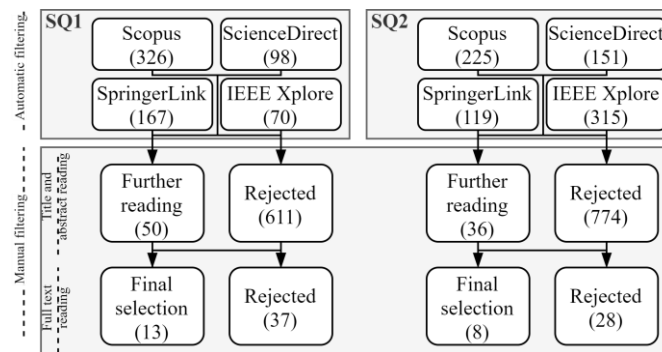 SQ1
Scopus
(326)
ScienceDirect
(98)
SpringerLink
(167)
IEEE Xplore
(70)
SQ2
Scopus
(225)
ScienceDirect
(151)
SpringerLink
(119)
IEEE Xplore
(315)
Automatic filtering
Manual filtering
Title and
abstract reading
Further
reading
(50)
Rejected
(611)
Further
reading
(36)
Rejected
(774)
Full text
reading
Final
selection
(13)
Rejected
(37)
Final
selection
(8)
Rejected
(28)